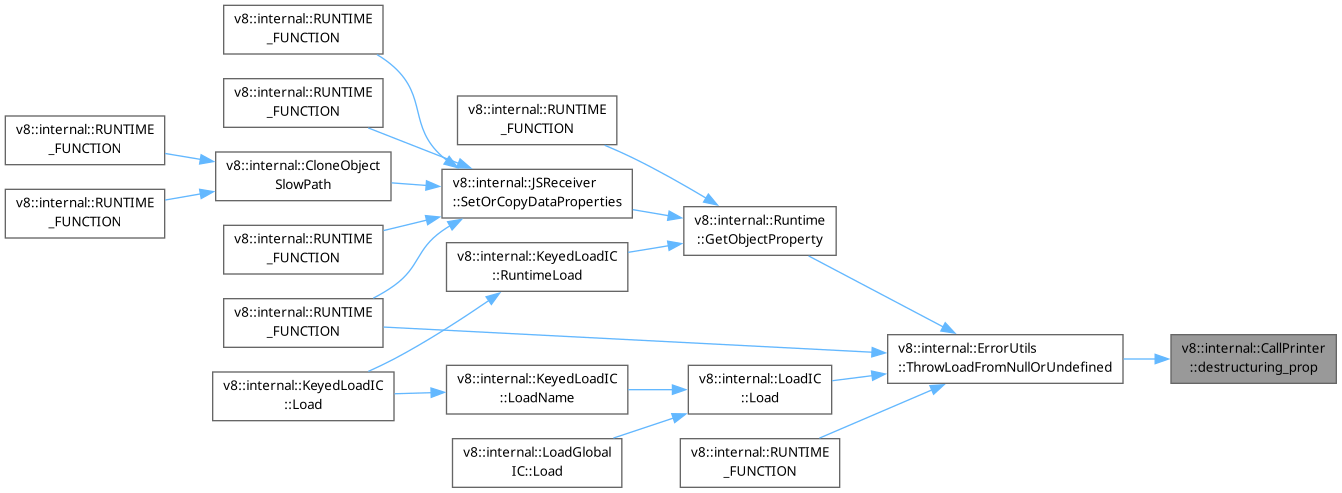 v8::internal::RUNTIME
_FUNCTION
v8::internal::RUNTIME
_FUNCTION
v8::internal::RUNTIME
_FUNCTION
v8::internal::RUNTIME
_FUNCTION
v8::internal::CloneObject
SlowPath
v8::internal::RUNTIME
_FUNCTION
v8::internal::RUNTIME
_FUNCTION
v8::internal::RUNTIME
_FUNCTION
v8::internal::KeyedLoadIC
::Load
v8::internal::RUNTIME
_FUNCTION
v8::internal::JSReceiver
::SetOrCopyDataProperties
v8::internal::KeyedLoadIC
::RuntimeLoad
v8::internal::KeyedLoadIC
::LoadName
v8::internal::LoadGlobal
IC::Load
v8::internal::Runtime
::GetObjectProperty
v8::internal::LoadIC
::Load
v8::internal::RUNTIME
_FUNCTION
v8::internal::ErrorUtils
::ThrowLoadFromNullOrUndefined
v8::internal::CallPrinter
::destructuring_prop